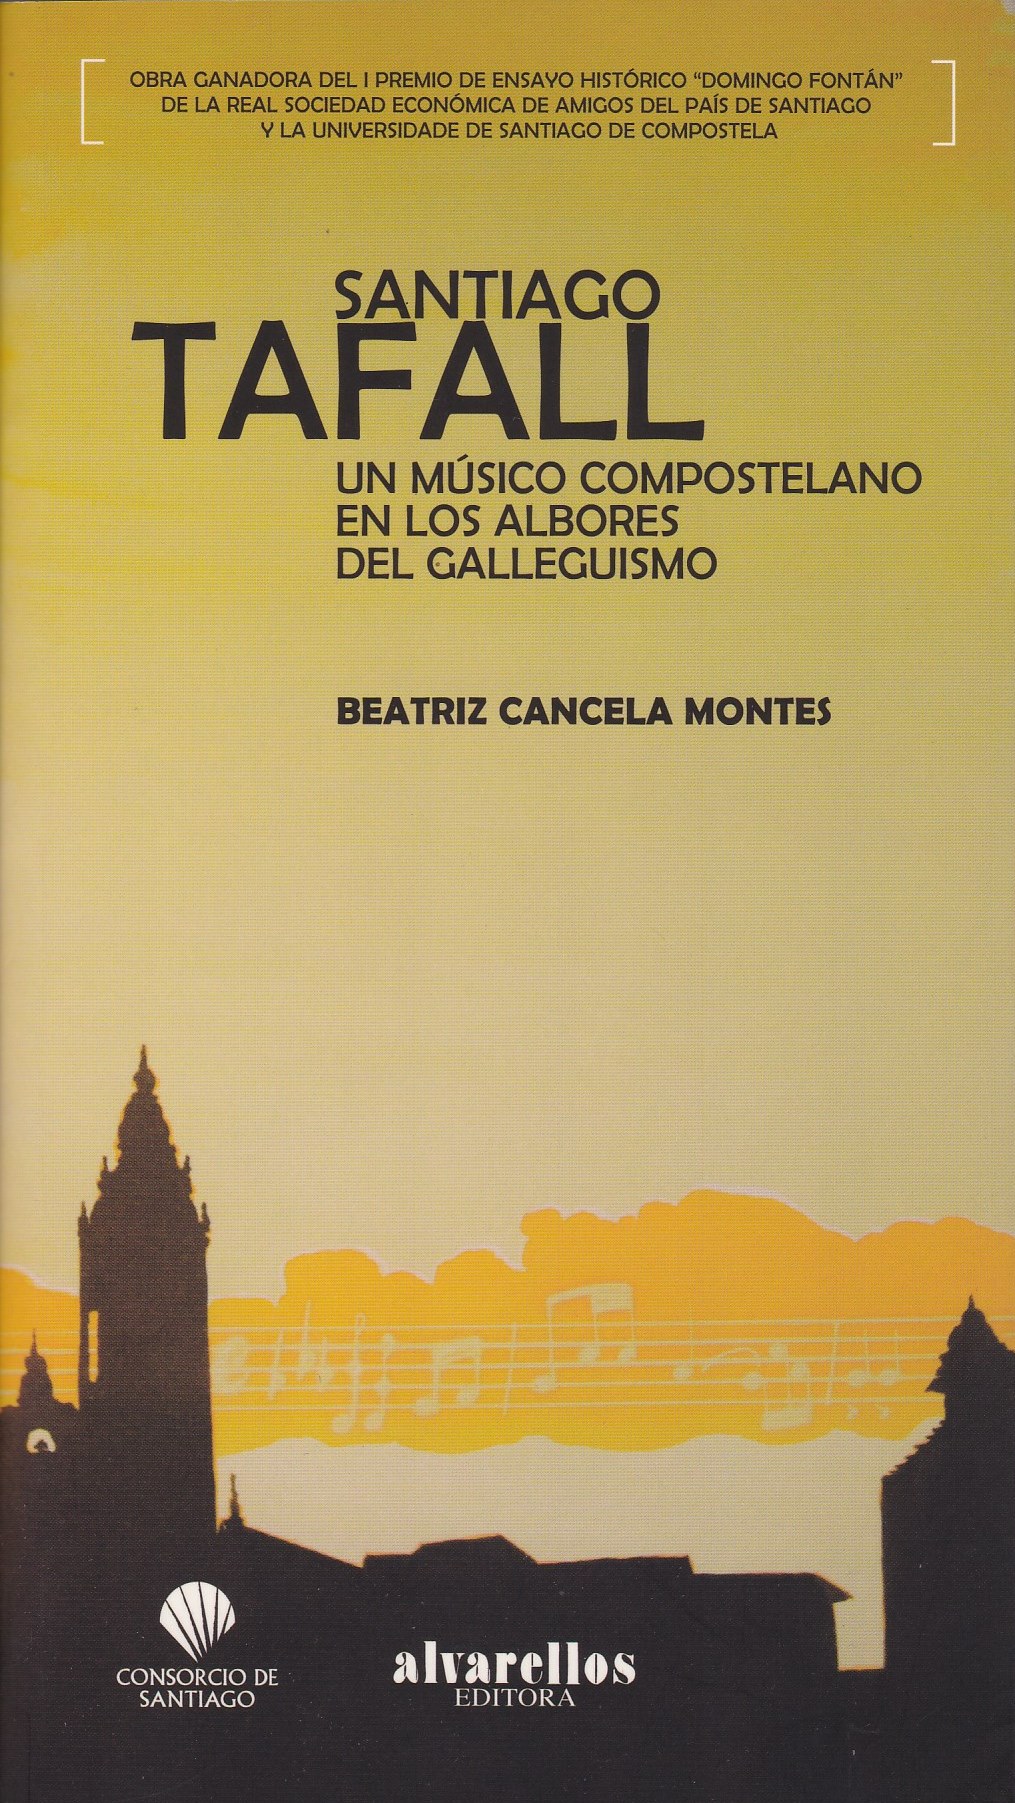 OBRA GANADORA DEL I PREMIO DE ENSAYO HISTÓRICO “DOMINGO FONTÁN”
DE LA REAL SOCIEDAD ECONÓMICA DE AMIGOS DEL PAÍS DE SANTIAGO
Y LA UNIVERSIDADE DE SANTIAGO DE COMPOSTELA
SANTIAGO
TAFALL
UN MÚSICO COMPOSTELANO
EN LOS ALBORES
DEL GALLEGUISMO
BEATRIZ CANCELA MONTES
CONSORCIO DE
SANTIAGO
alvarellos
EDITORA